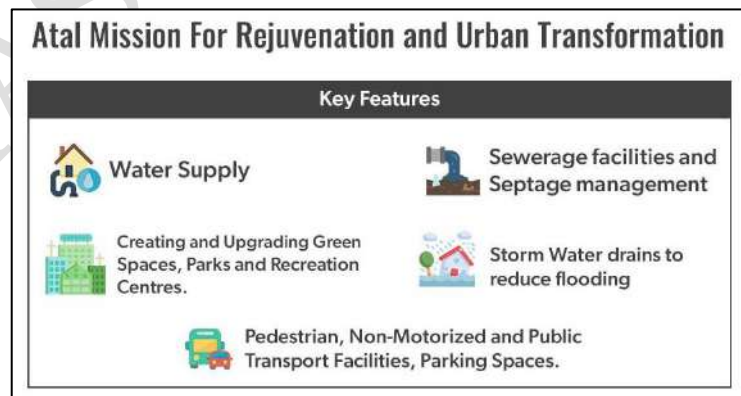 Atal Mission For Rejuvenation and Urban Transformation
Key Features
Water Supply
Sewerage facilities and
Septage management
Creating and Upgrading Green
Spaces, Parks and Recreation
Centres.
Storm Water drains to
reduce flooding
Pedestrian, Non-Motorized and Public
Transport Facilities, Parking Spaces.